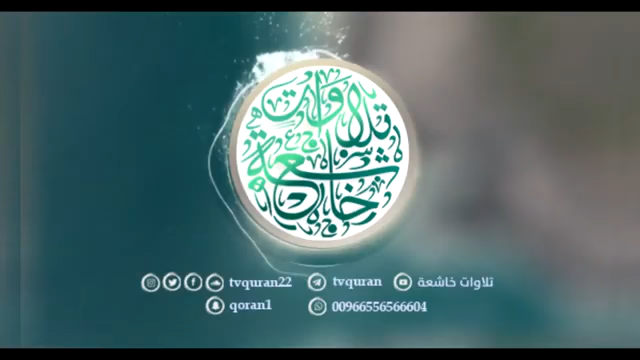 تلاوات
خاشعة
tvquran22 tvquran تلاوات خاشعة
qoran1 00966556566604